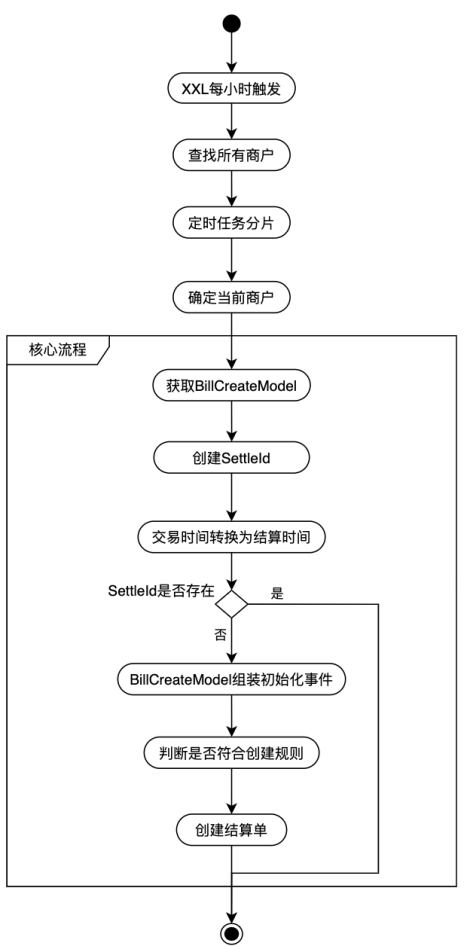 XXL每小时触发
查找所有商户
定时任务分片
确定当前商户
核心流程
获取BillCreateModel
创建SettleId
交易时间转换为结算时间
SettleId是否存在
是
否
BillCreateModel组装初始化事件
判断是否符合创建规则
创建结算单